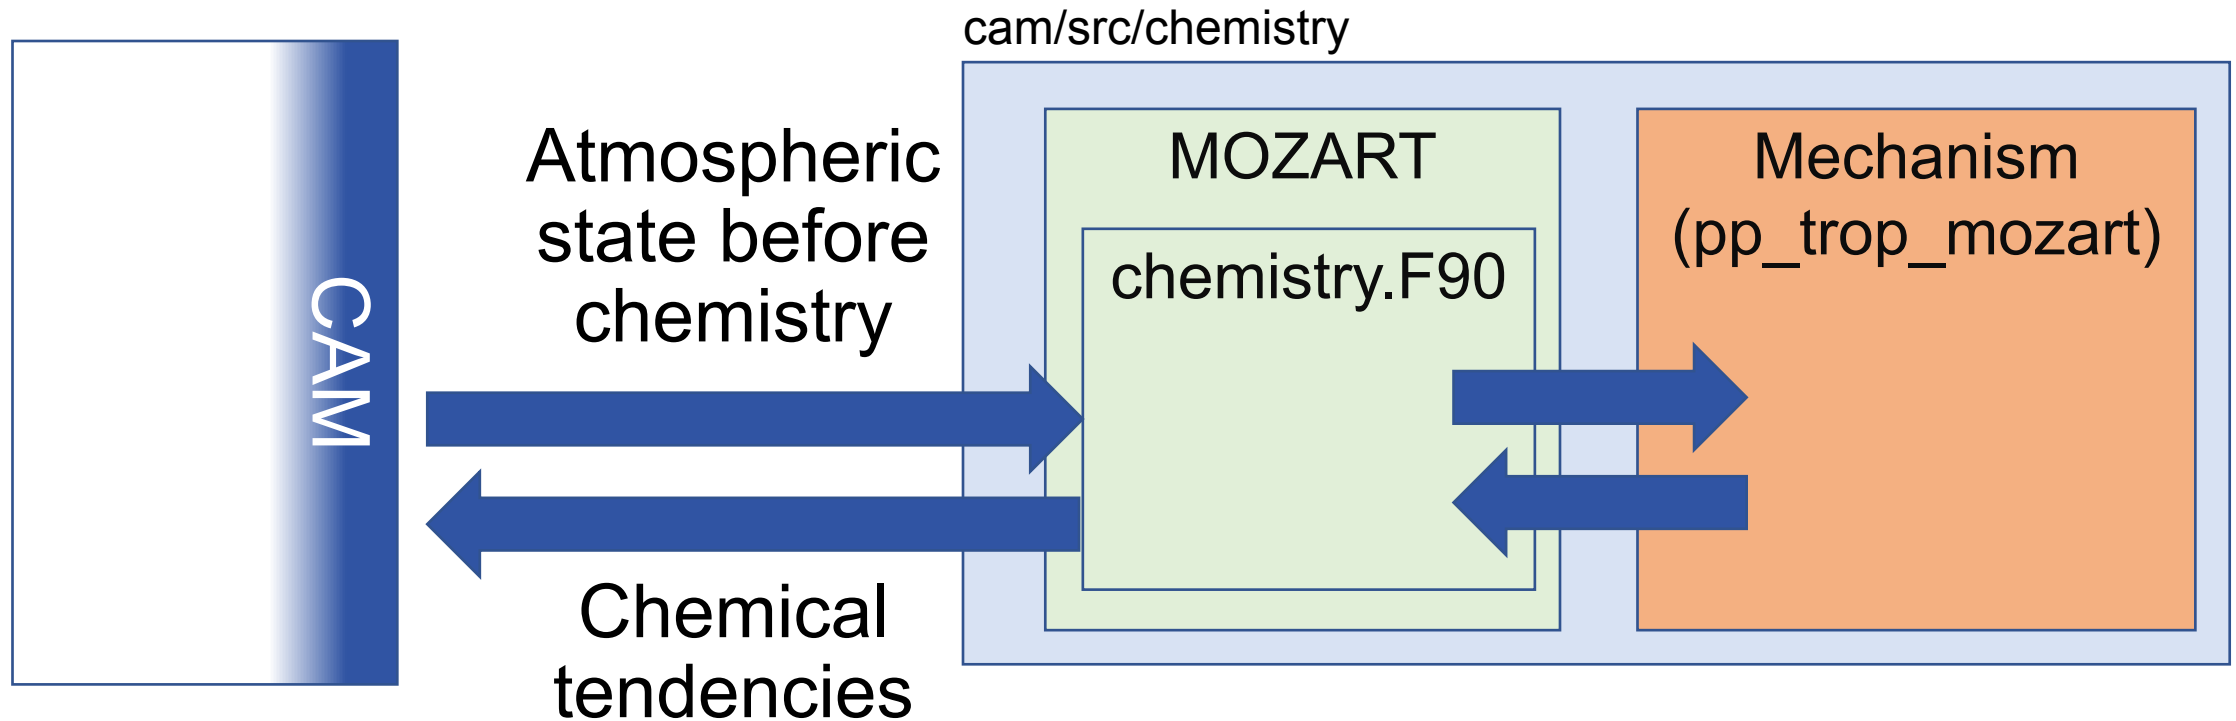 cam/src/chemistry
CAM
Atmospheric
state before
chemistry
Chemical
tendencies
MOZART
chemistry.F90
Mechanism
(pp_trop_mozart)